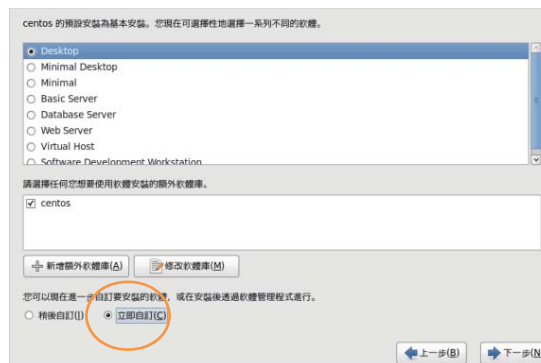 centos 的預設安裝為基本安裝。您現在可選擇性地選擇一系列不同的軟體。
Desktop
Minimal Desktop
Minimal
Basic Server
Database Server
Web Server
Virtual Host
Software Development Workstation
請選擇任何您想要使用軟體安裝的額外軟體庫。
centos
新增額外軟體庫(A) 修改軟體庫(M)
您可以現在進一步自訂要安裝的軟體，或在安裝後透過軟體管理程式進行。
稍後自訂(l) 立即自訂(C)
上一步(B) 下一步(N